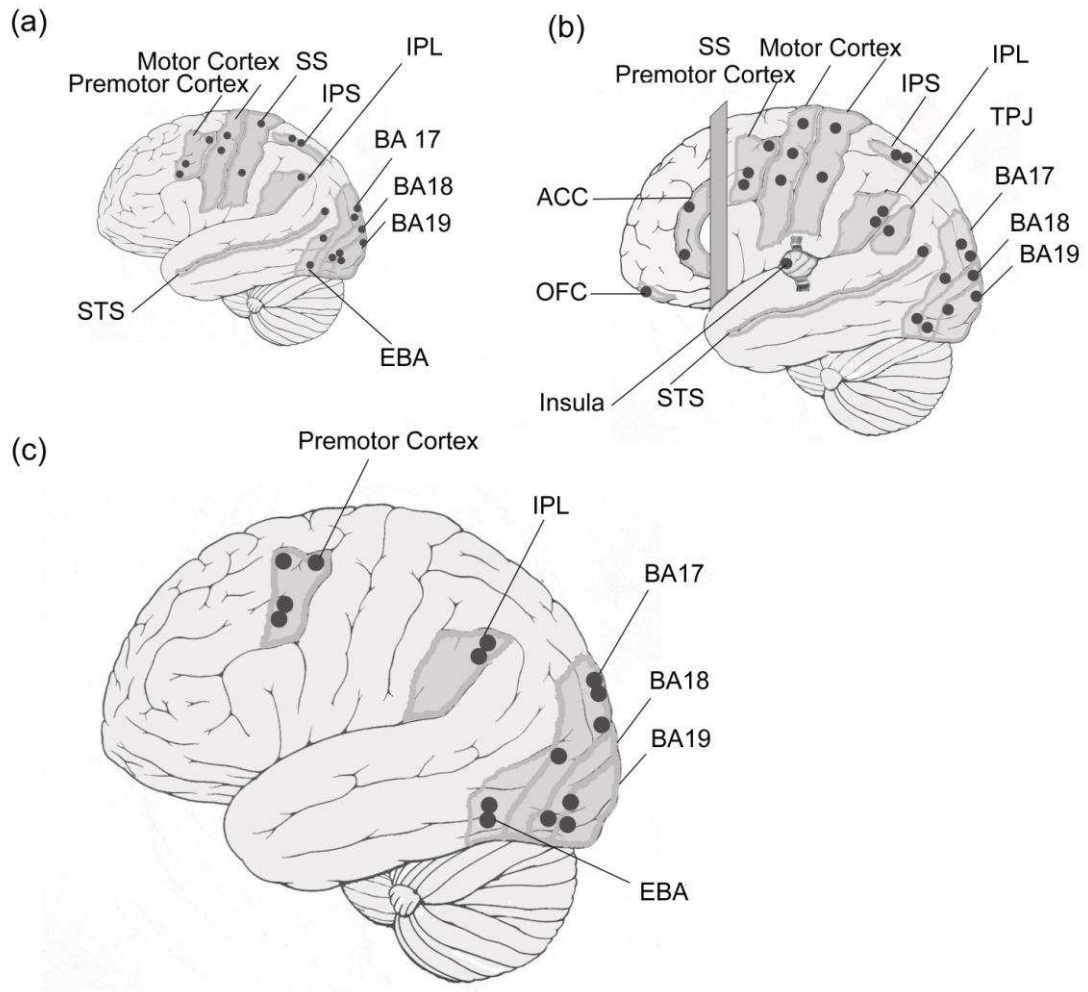 (a)
Motor Cortex SS
IPL
Premotor Cortex
IPS
BA 17
BA18
BA19
STS
EBA
(b)
SS Motor Cortex
IPL
Premotor Cortex
IPS
TPJ
BA17
ACC
BA18
BA19
OFC
Insula
STS
(c)
Premotor Cortex
IPL
BA17
BA18
BA19
EBA